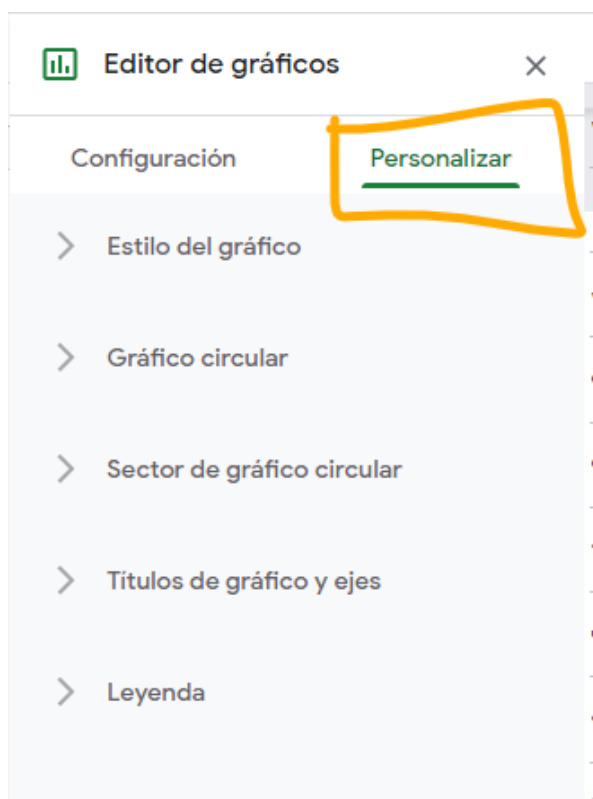 Editor de gráficos
Configuración
Personalizar
Estilo del gráfico
Gráfico circular
Sector de gráfico circular
Títulos de gráfico y ejes
Leyenda